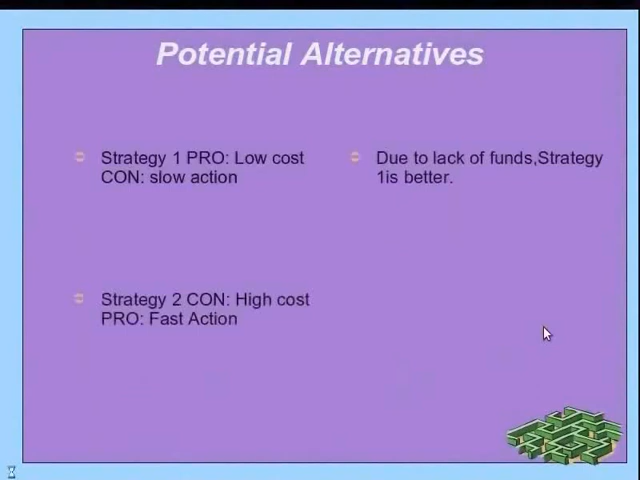 Potential Alternatives
Strategy 1 PRO: Low cost
CON: slow action
Due to lack of funds,Strategy
1is better.
Strategy 2 CON: High cost
PRO: Fast Action